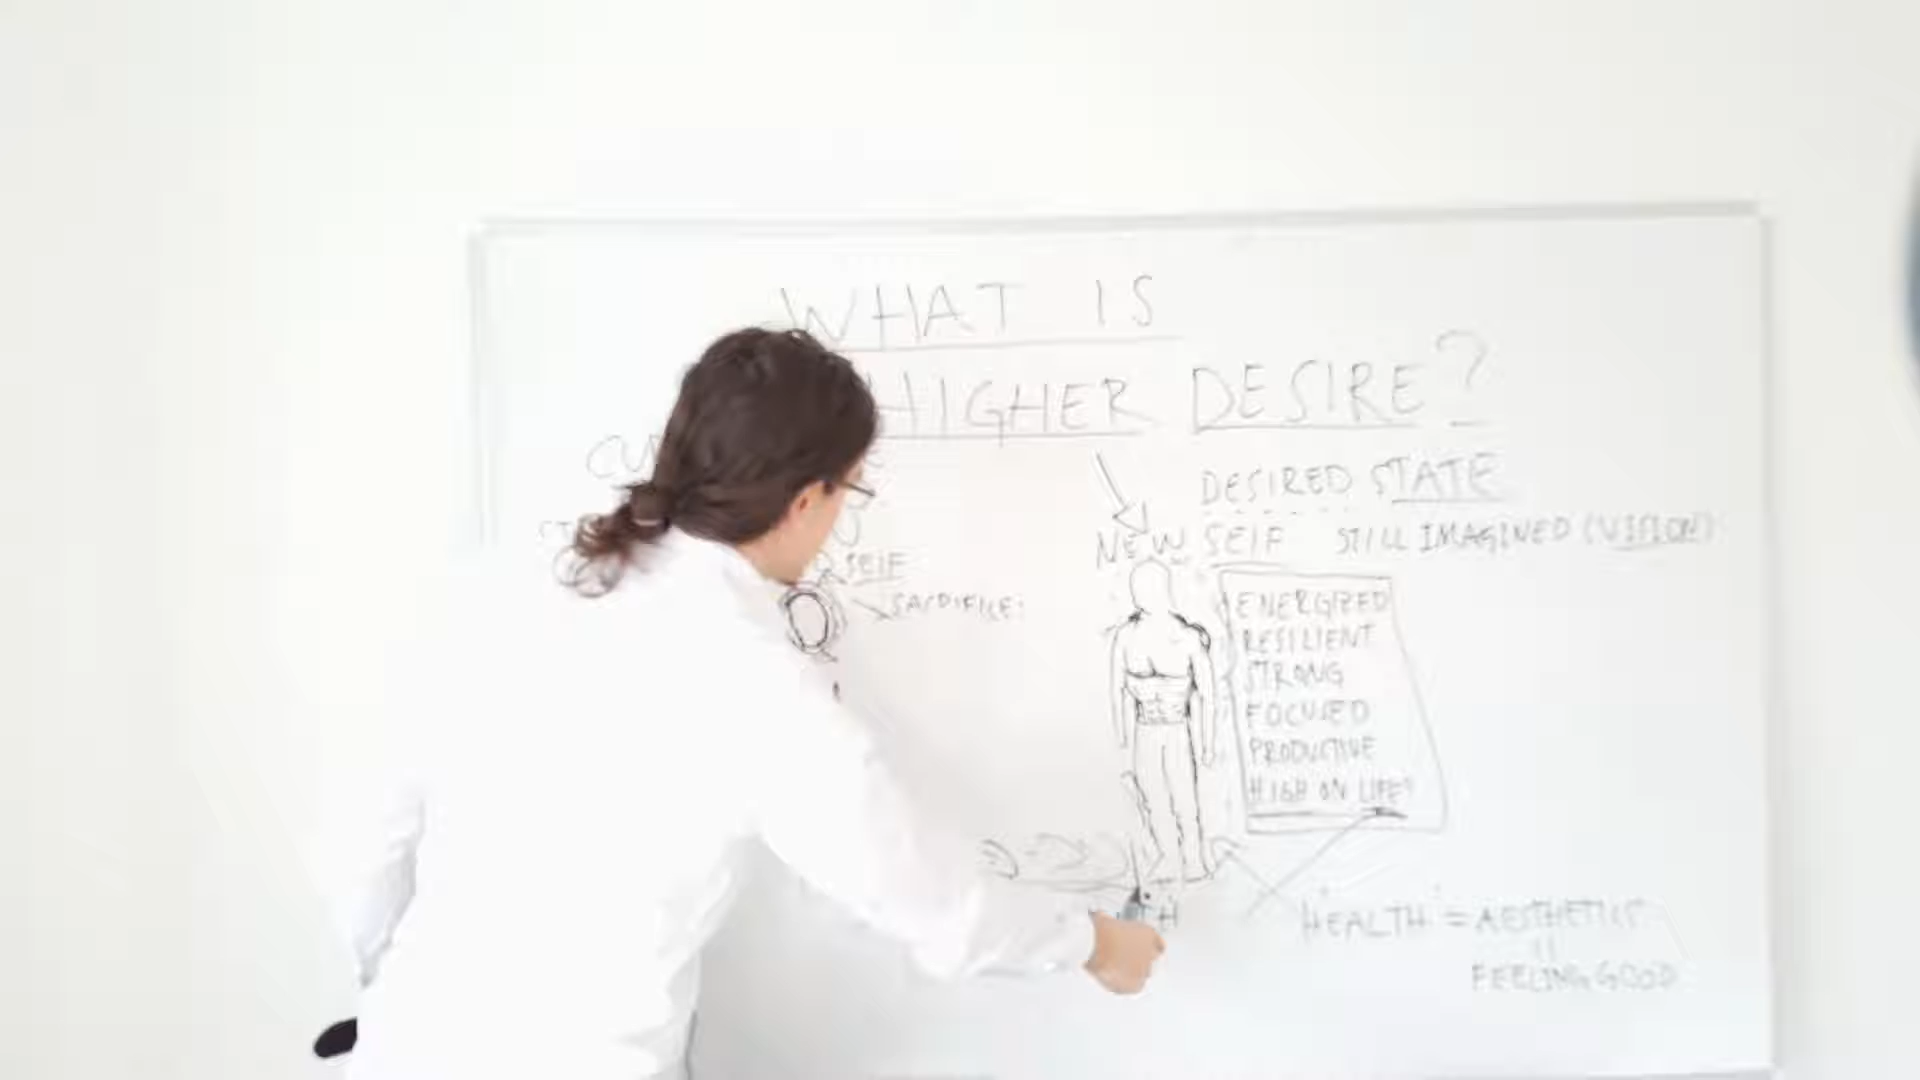 WHAT IS
HIGHER DESIRE?
DESIRED STATE
NEW SELF STILL IMAGINED (VISION)
SELF
SACRIFICE:
ENERGIZED
RESILIENT
STRONG
FOCUSED
PRODUCTIVE
HIGH ON LIFE
HEALTH = AESTHETICS
=
FEELING GOOD